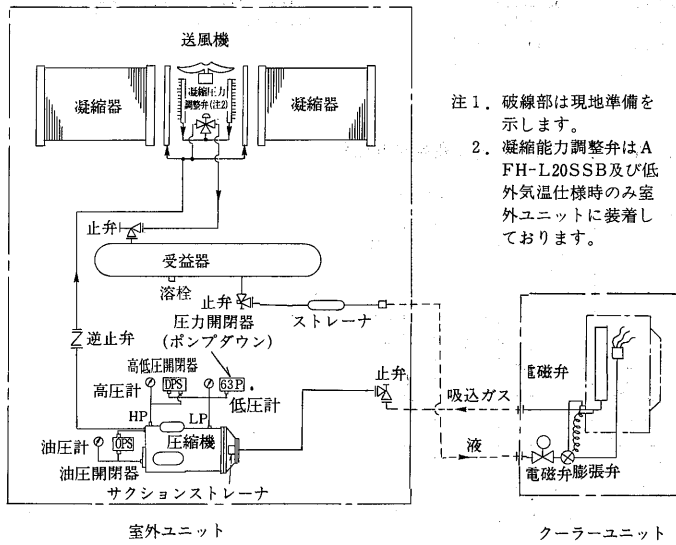 送風機
凝縮器
凝縮圧力
調整弁(注2)
凝縮器
注1．破線部は現地準備を
示します。
2．凝縮能力調整弁はA
FH-L20SSB及び低
外気温仕様時のみ室
外ユニットに装着し
ております。
止弁
受益器
溶栓
止弁
ストレーナ
圧力開閉器
(ポンプダウン)
逆止弁
高低圧開閉器
高圧計
DPS
63P
低圧計
止弁
HP
LP
油圧計
OPS
圧縮機
油圧開閉器
サクションストレーナ
吸込ガス
電磁弁
液
電磁弁
膨張弁
室外ユニット
クーラーユニット